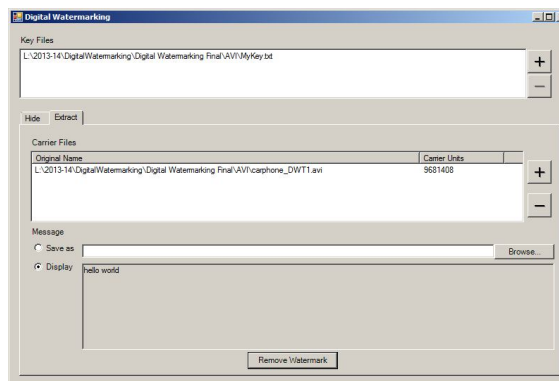 Digital Watermarking
Key Files
L:\2013-14\DigitalWatermarking\Digital Watermarking Final\AVI\MyKey.txt
Hide Extract
Carrier Files
Original Name Carrier Units
L:\2013-14\DigitalWatermarking\Digital Watermarking Final\AVI\carphone_DWT1.avi 9681408
Message
Save as Browse...
Display hello world
Remove Watermark